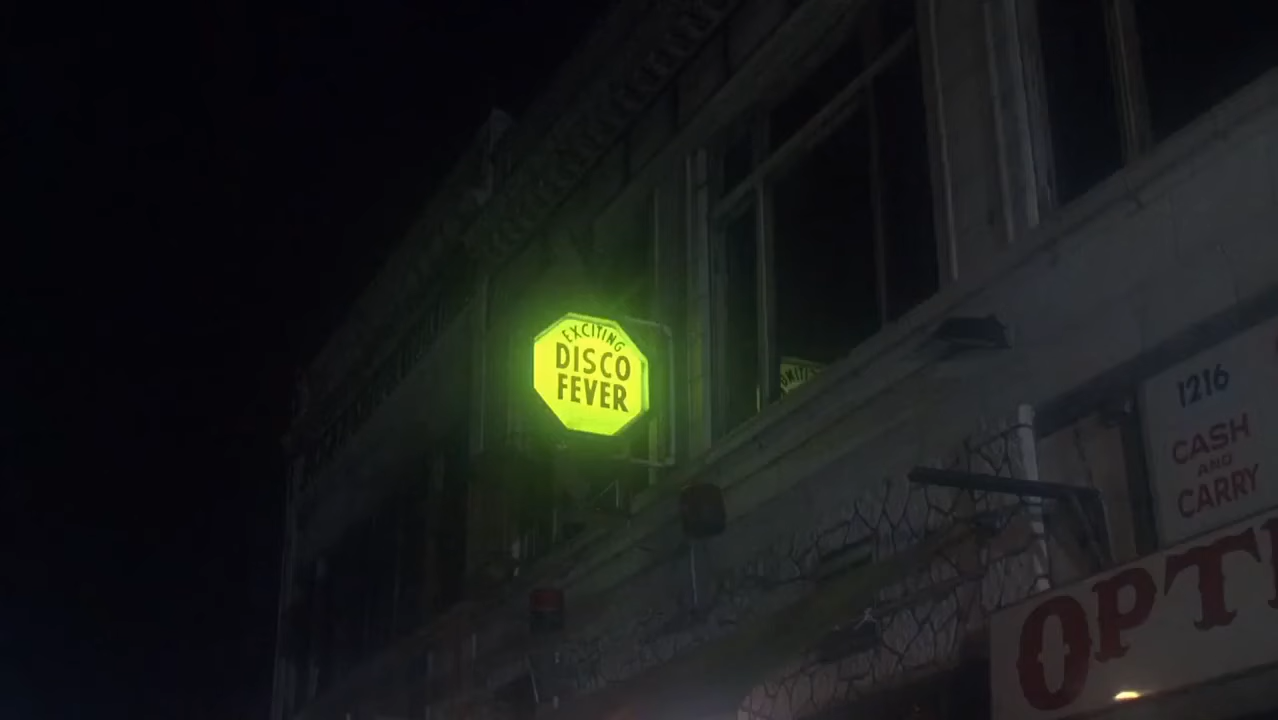 EXCITING
DISCO
FEVER
1216
CASH
AND
CARRY
OPT